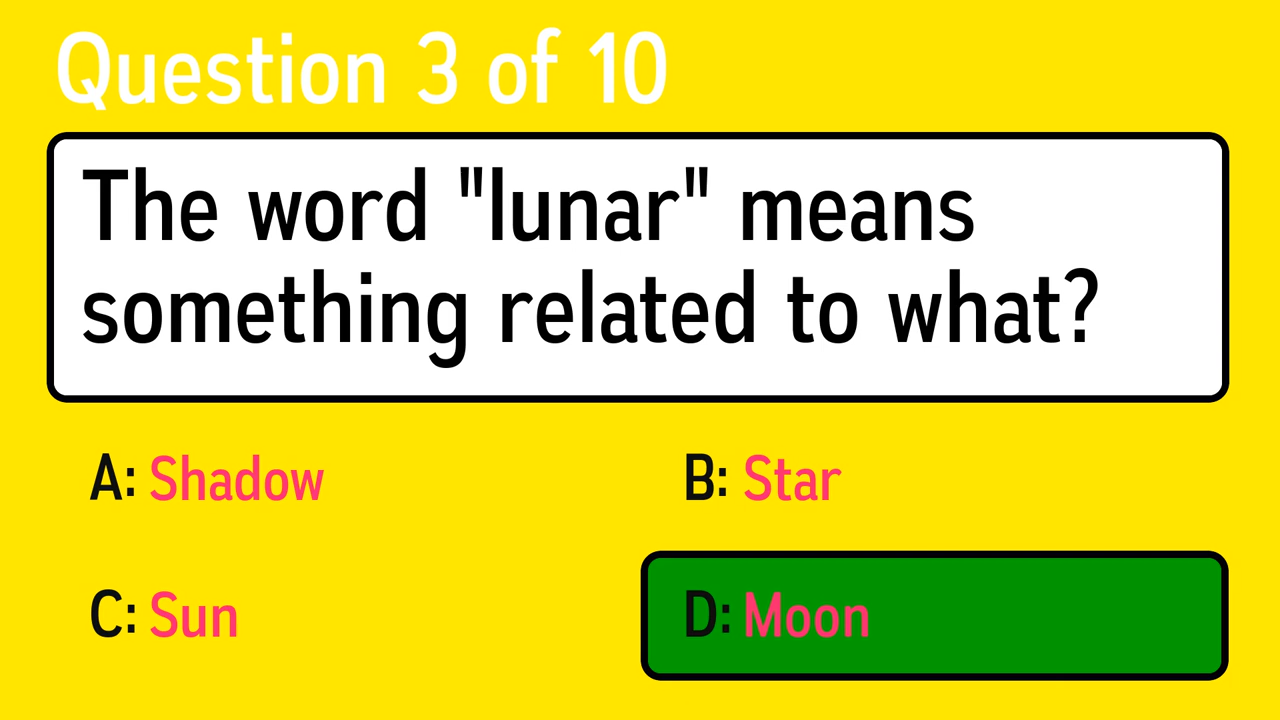 Question 3 of 10
The word "lunar" means
something related to what?
A: Shadow
B: Star
C: Sun
D: Moon